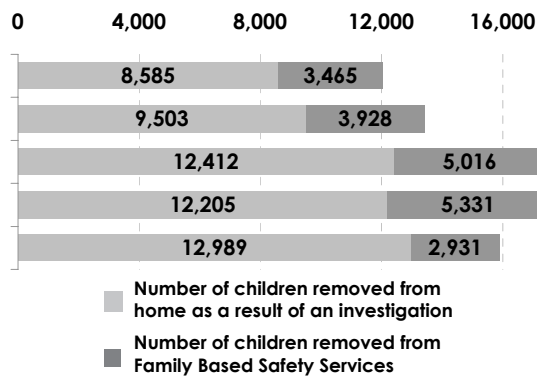 0 4,000 8,000 12,000 16,000
8,585 3,465
9,503 3,928
12,412 5,016
12,205 5,331
12,989 2,931
Number of children removed from
home as a result of an investigation
Number of children removed from
Family Based Safety Services